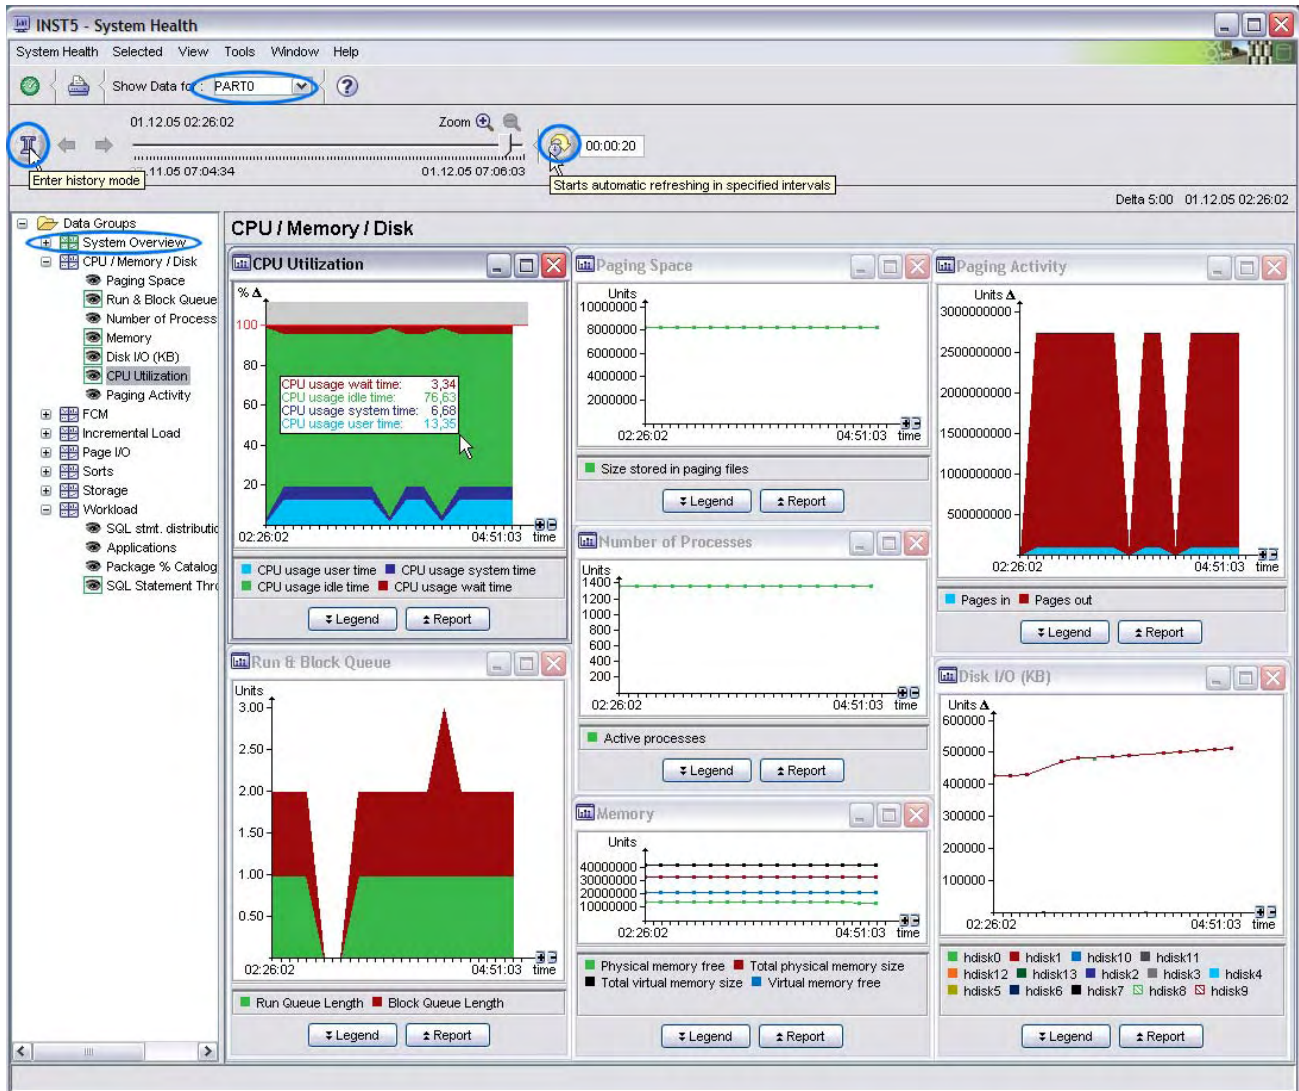 INST5 - System Health
System Health Selected View Tools Window Help
Show Data for : PART0
01.12.05 02:26:02 Zoom
00:00:20
.11.05 07:04:34 01.12.05 07:06:03
Enter history mode
Starts automatic refreshing in specified intervals
Delta 5:00 01.12.05 02:26:02
Data Groups
System Overview
CPU / Memory / Disk
Paging Space
Run & Block Queue
Number of Process
Memory
Disk I/O (KB)
CPU Utilization
Paging Activity
FCM
Incremental Load
Page I/O
Sorts
Storage
Workload
SQL stmt. distributic
Applications
Package % Catalog
SQL Statement Thro
CPU / Memory / Disk
CPU Utilization
% Δ
100
80
60
40
20
CPU usage wait time: 3,34
CPU usage idle time: 76,63
CPU usage system time: 6,68
CPU usage user time: 13,35
02:26:02 04:51:03 time
CPU usage user time CPU usage system time
CPU usage idle time CPU usage wait time
Legend Report
Run & Block Queue
Units
3.00
2.50
2.00
1.50
1.00
0.50
02:26:02 04:51:03 time
Run Queue Length Block Queue Length
Legend Report
Paging Space
Units
10000000
8000000
6000000
4000000
2000000
02:26:02 04:51:03 time
Size stored in paging files
Legend Report
Number of Processes
Units
1400
1200
1000
800
600
400
200
02:26:02 04:51:03 time
Active processes
Legend Report
Memory
Units
40000000
30000000
20000000
10000000
02:26:02 04:51:03 time
Physical memory free Total physical memory size
Total virtual memory size Virtual memory free
Legend Report
Paging Activity
Units Δ
3000000000
2500000000
2000000000
1500000000
1000000000
500000000
02:26:02 04:51:03 time
Pages in Pages out
Legend Report
Disk I/O (KB)
Units Δ
600000
500000
400000
300000
200000
100000
02:26:02 04:51:03 time
hdisk0 hdisk1 hdisk10 hdisk11
hdisk12 hdisk13 hdisk2 hdisk3 hdisk4
hdisk5 hdisk6 hdisk7 hdisk8 hdisk9
Legend Report